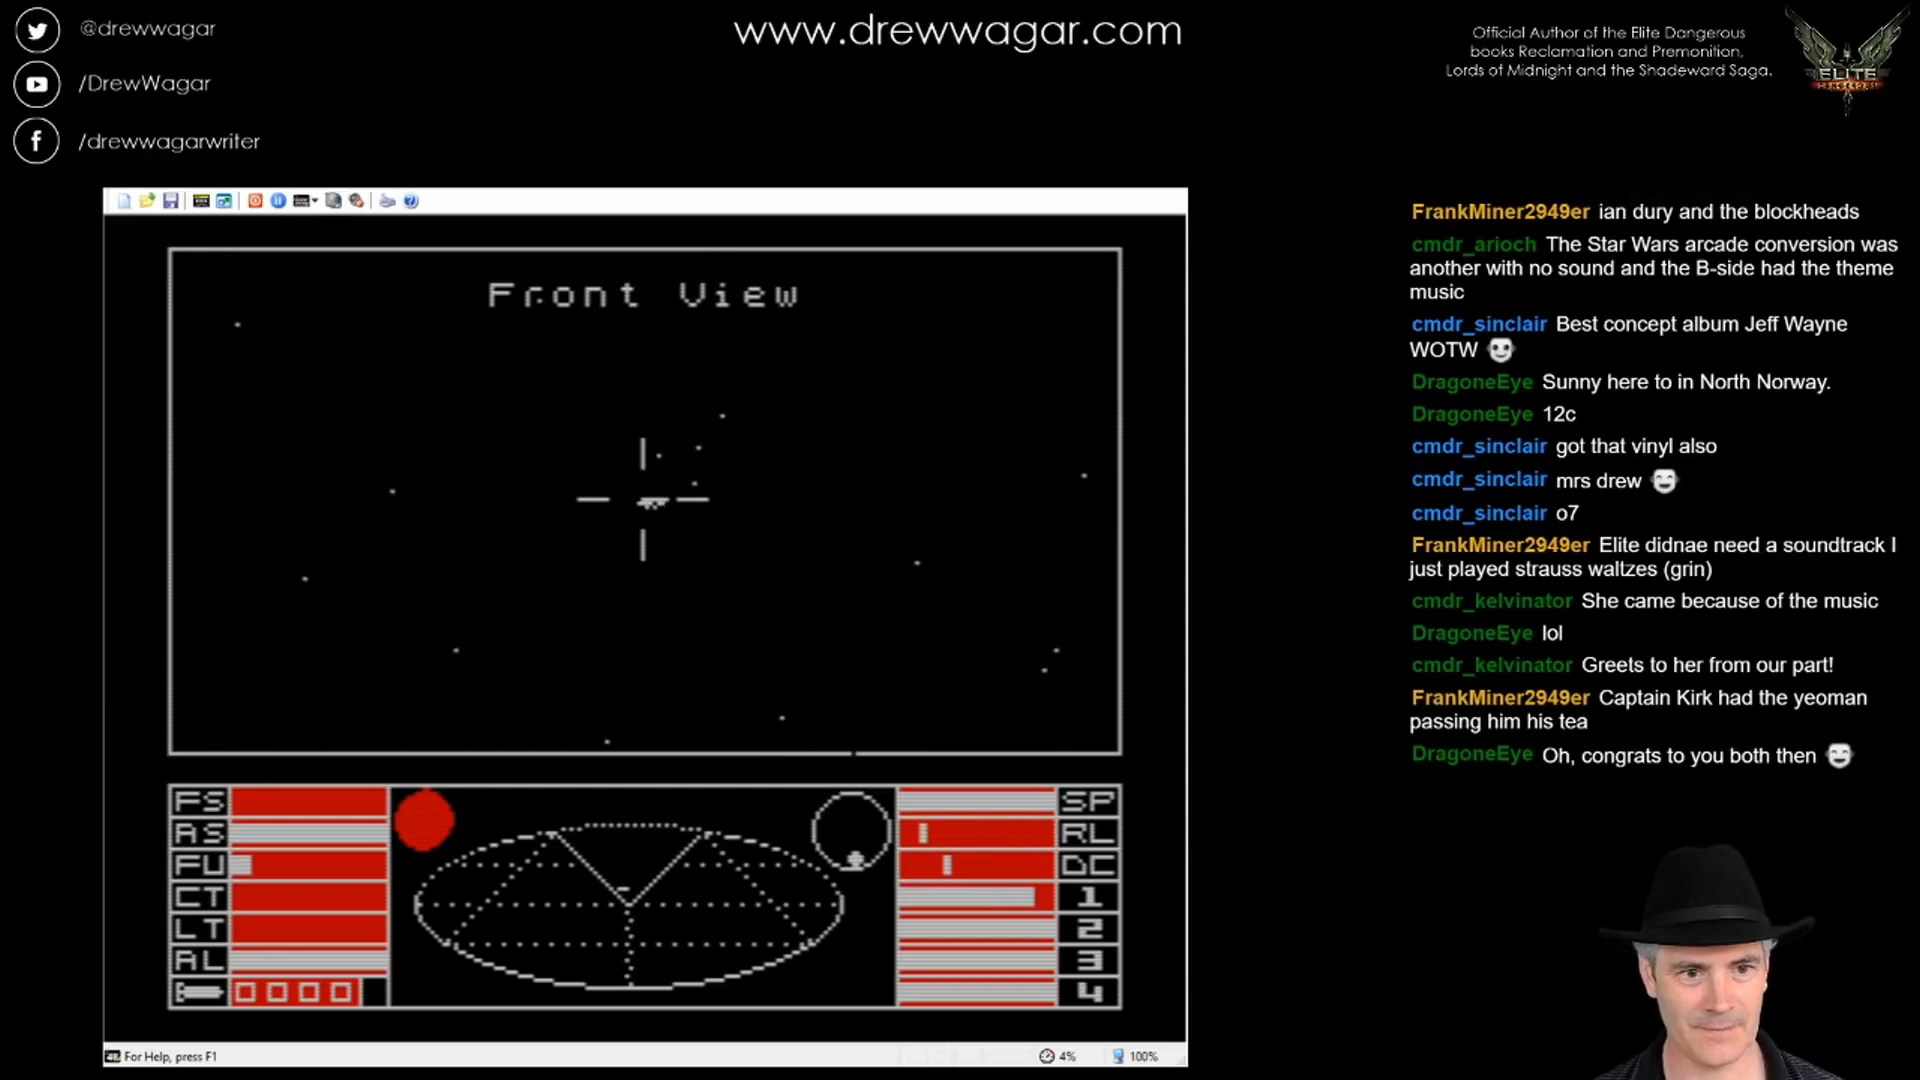 @drewwagar
/DrewWagar
/drewwagarwriter
www.drewwagar.com
Official Author of the Elite Dangerous
books Reclamation and Premonition,
Lords of Midnight and the Shadeward Saga.
ELITE
DANGEROUS
Front View
FS
AS
FU
CT
LT
AL
SP
RL
DC
1
2
3
4
For Help, press F1
4%
100%
FrankMiner2949er ian dury and the blockheads
cmdr_arioch The Star Wars arcade conversion was
another with no sound and the B-side had the theme
music
cmdr_sinclair Best concept album Jeff Wayne
WOTW
DragoneEye Sunny here to in North Norway.
DragoneEye 12c
cmdr_sinclair got that vinyl also
cmdr_sinclair mrs drew
cmdr_sinclair o7
FrankMiner2949er Elite didnae need a soundtrack I
just played strauss waltzes (grin)
cmdr_kelvinator She came because of the music
DragoneEye lol
cmdr_kelvinator Greets to her from our part!
FrankMiner2949er Captain Kirk had the yeoman
passing him his tea
DragoneEye Oh, congrats to you both then